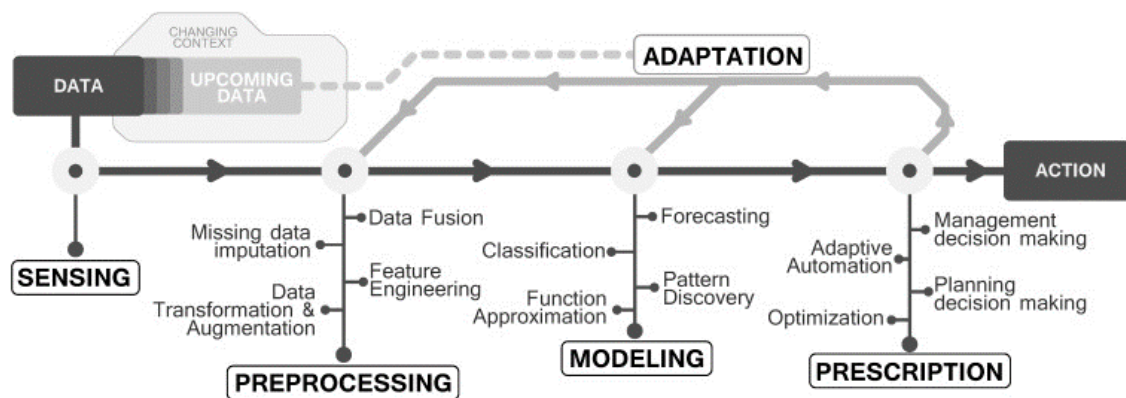 CHANGING
CONTEXT
ADAPTATION
DATA
UPCOMING
DATA
ACTION
SENSING
Data Fusion
Missing data
imputation
Feature
Engineering
Data
Transformation &
Augmentation
PREPROCESSING
Forecasting
Classification
Pattern
Discovery
Function
Approximation
MODELING
Management
decision making
Adaptive
Automation
Planning
decision making
Optimization
PRESCRIPTION